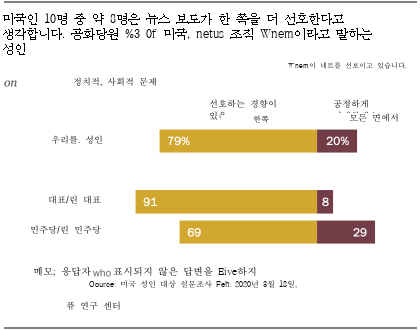 미국인 10명 중 약 8명은 뉴스 보도가 한 쪽을 더 선호한다고
생각합니다. 공화당원 %3 0f 미국, netus 조직 Wnem이라고 말하는
성인
Wnem이 네트를 선보이고 있습니다.
on 정치적, 사회적 문제
선호하는 경향이 공정하게
있은 한쪽 모든 면에서
우리를. 성인 79% 20%
대표/린 대표 91 8
민주당/린 민주당 69 29
메모; 응답자 who 표시되지 않은 답변을 Eive하지
Oource: 미국 성인 대상 설문조사 Feh: 2020년 3월 18일,
퓨 연구 센터